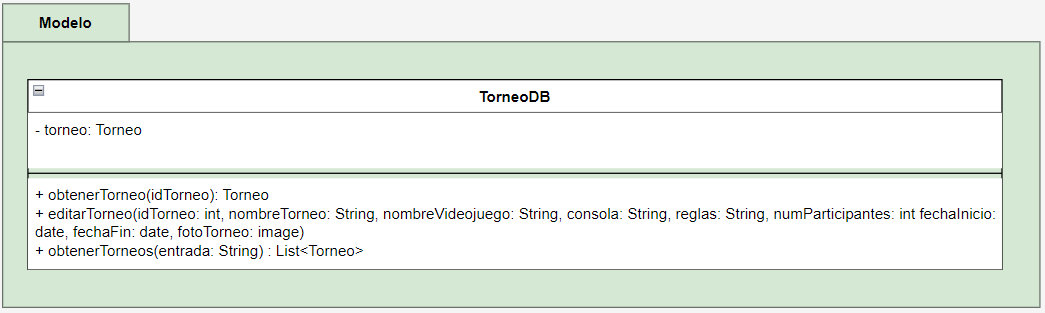 Modelo
TorneoDB
- torneo: Torneo
+ obtenerTorneo(idTorneo): Torneo
+ editarTorneo(idTorneo: int, nombreTorneo: String, nombreVideojuego: String, consola: String, reglas: String, numParticipantes: int fechaInicio:
date, fechaFin: date, fotoTorneo: image)
+ obtenerTorneos(entrada: String) : List<Torneo>